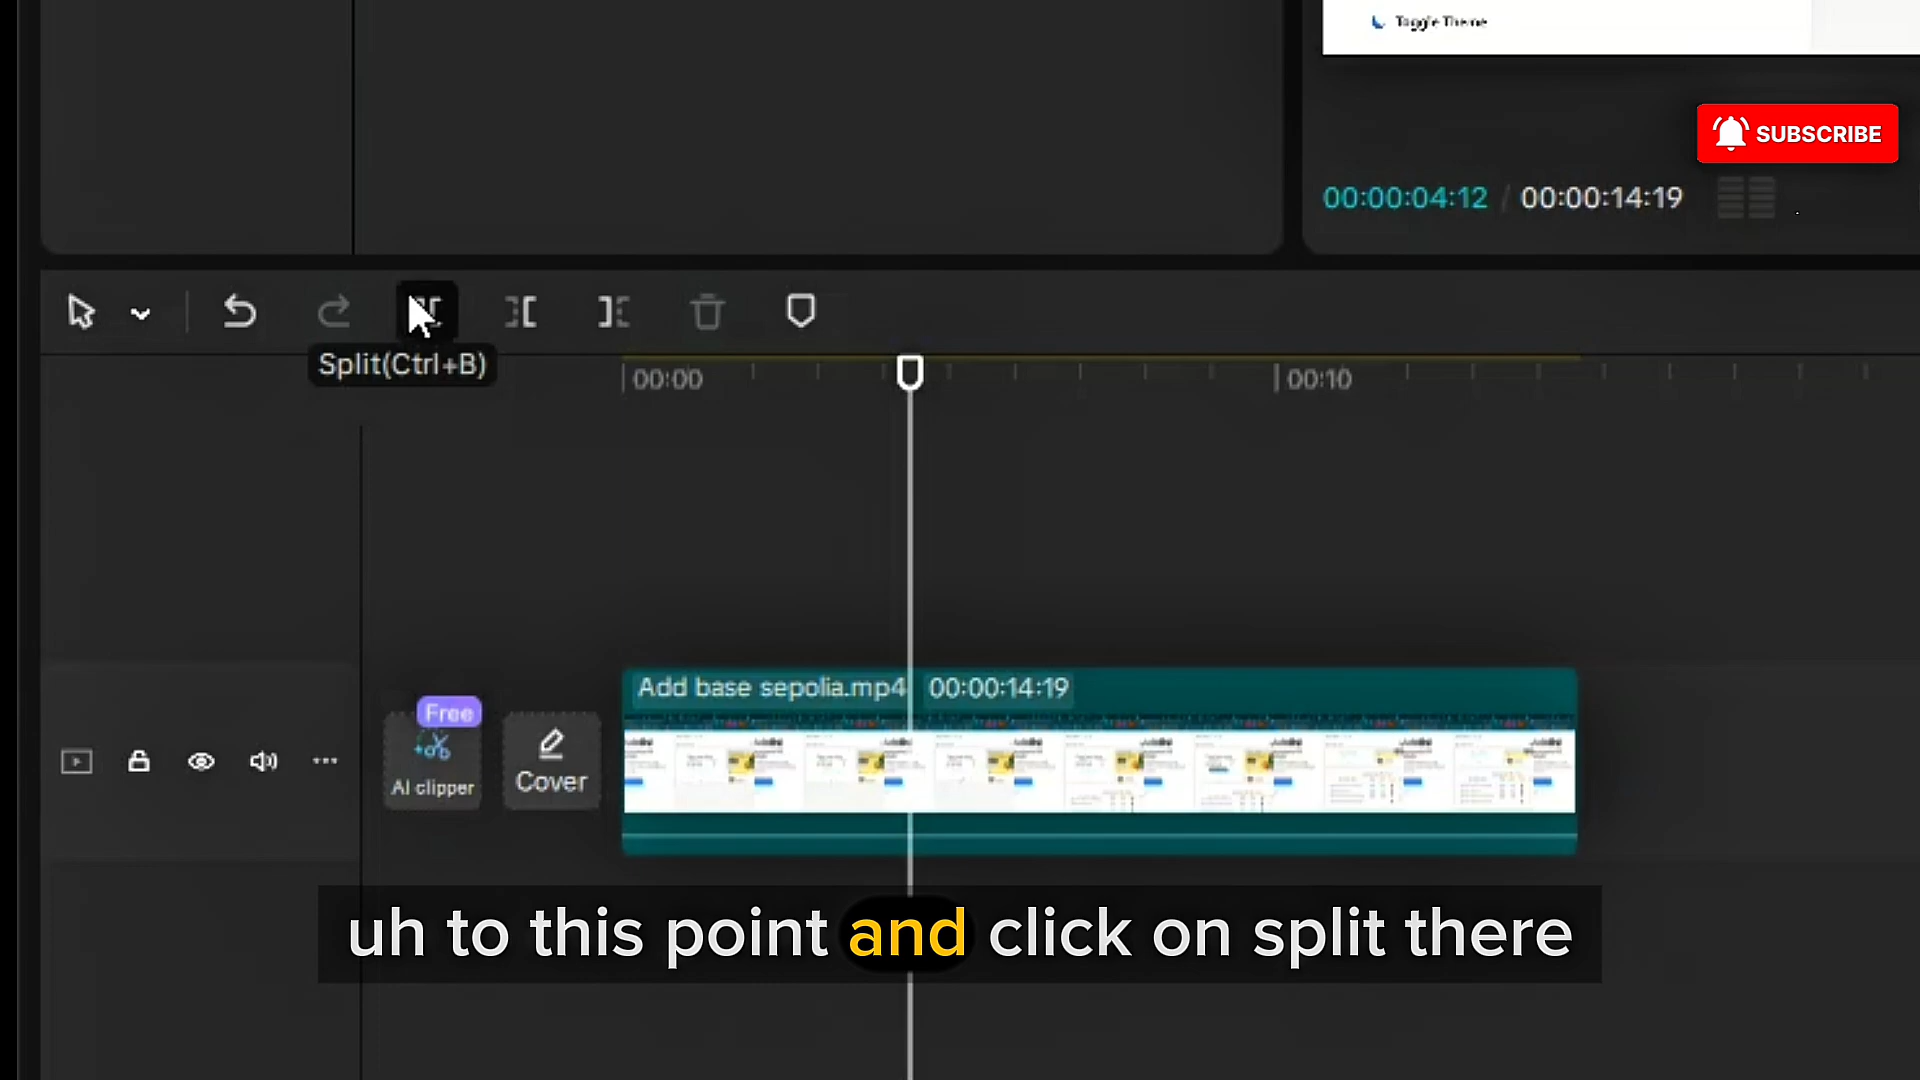 Toggle Theme
SUBSCRIBE
00:00:04:12 / 00:00:14:19
Split(Ctrl+B)
00:00
00:10
Add base sepolia.mp4 00:00:14:19
Free
AI clipper
Cover
uh to this point and click on split there